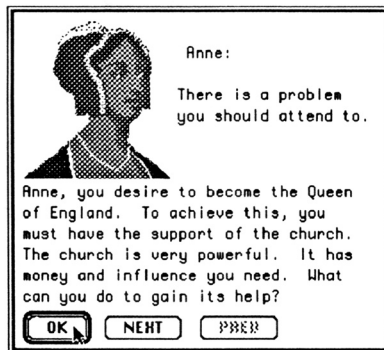 Anne:
There is a problem
you should attend to.
Anne, you desire to become the Queen
of England. To achieve this, you
must have the support of the church.
The church is very powerful. It has
money and influence you need. What
can you do to gain its help?
OK NEXT PREV